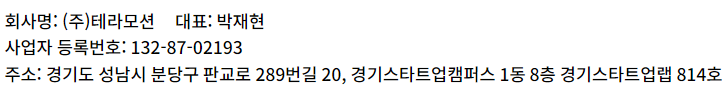 회사명: (주)테라모션 대표: 박재현
사업자 등록번호: 132-87-02193
주소: 경기도 성남시 분당구 판교로 289번길 20, 경기스타트업캠퍼스 1동 8층 경기스타트업랩 814호